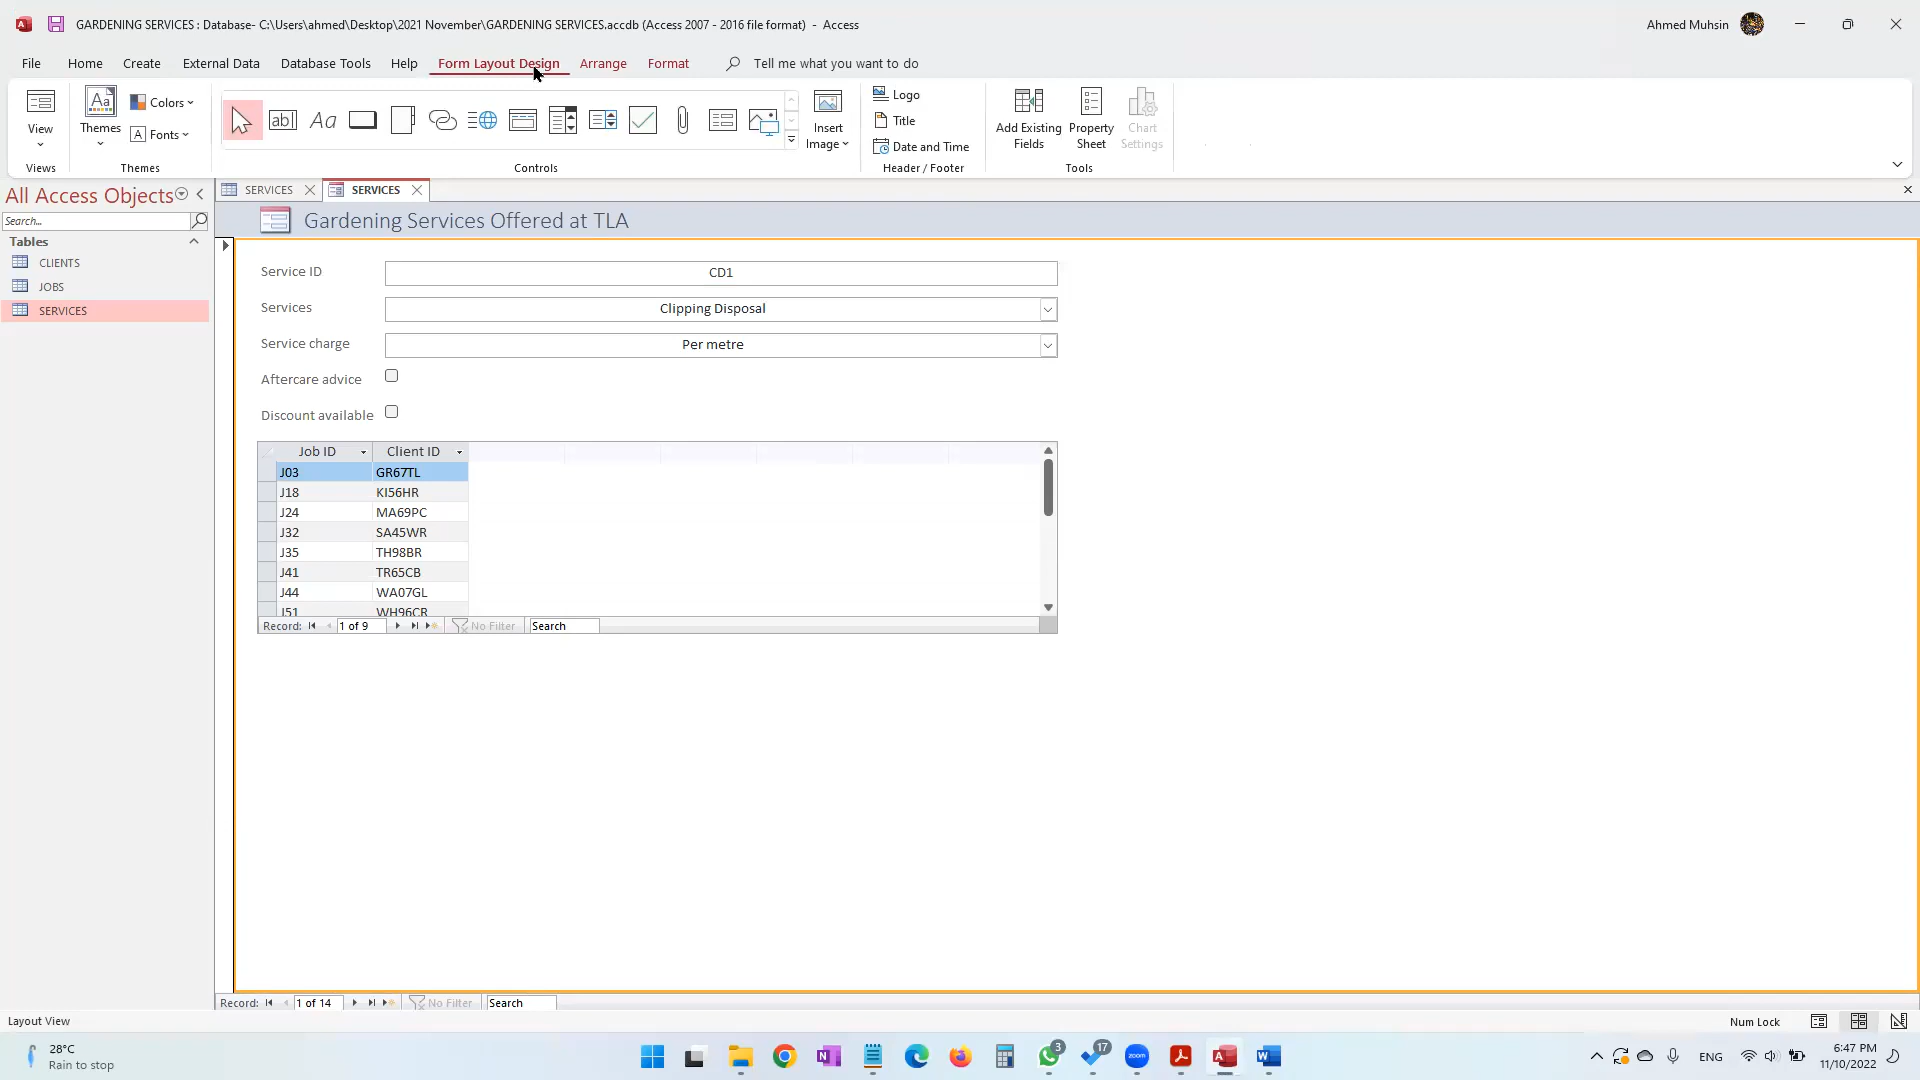 GARDENING SERVICES : Database- C:\Users\ahmed\Desktop\2021 November\GARDENING SERVICES.accdb (Access 2007 - 2016 file format) - Access
Ahmed Muhsin
File Home Create External Data Database Tools Help Form Layout Design Arrange Format Tell me what you want to do
View
Views
Themes
Colors
Fonts
Themes
ab
Aa
Controls
Insert Image
Logo
Title
Date and Time
Header / Footer
Add Existing Fields
Property Sheet
Chart Settings
Tools
All Access Objects
Search...
Tables
CLIENTS
JOBS
SERVICES
SERVICES
SERVICES
Gardening Services Offered at TLA
Service ID CD1
Services Clipping Disposal
Service charge Per metre
Aftercare advice
Discount available
Job ID Client ID
J03 GR67TL
J18 KI56HR
J24 MA69PC
J32 SA45WR
J35 TH98BR
J41 TR65CB
J44 WA07GL
J51 WH96CR
Record: 1 of 9 No Filter Search
Record: 1 of 14 No Filter Search
Layout View
Num Lock
28°C
Rain to stop
3
17
zoom
ENG
6:47 PM
11/10/2022